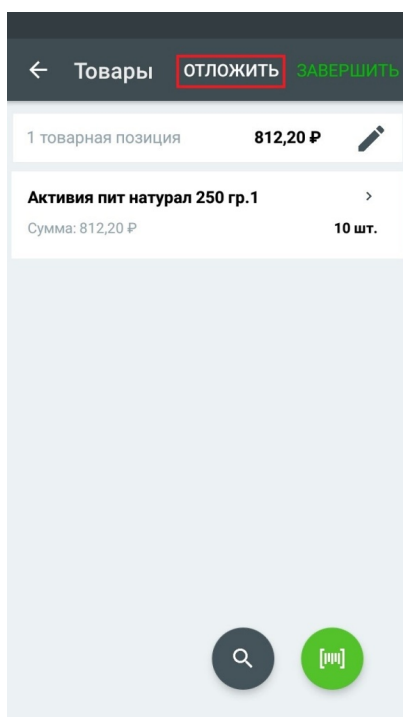 Товары ОТЛОЖИТЬ ЗАВЕРШИТЬ
1 товарная позиция 812,20 ₽
Активия пит натурал 250 гр.1
Сумма: 812,20 ₽ 10 шт.